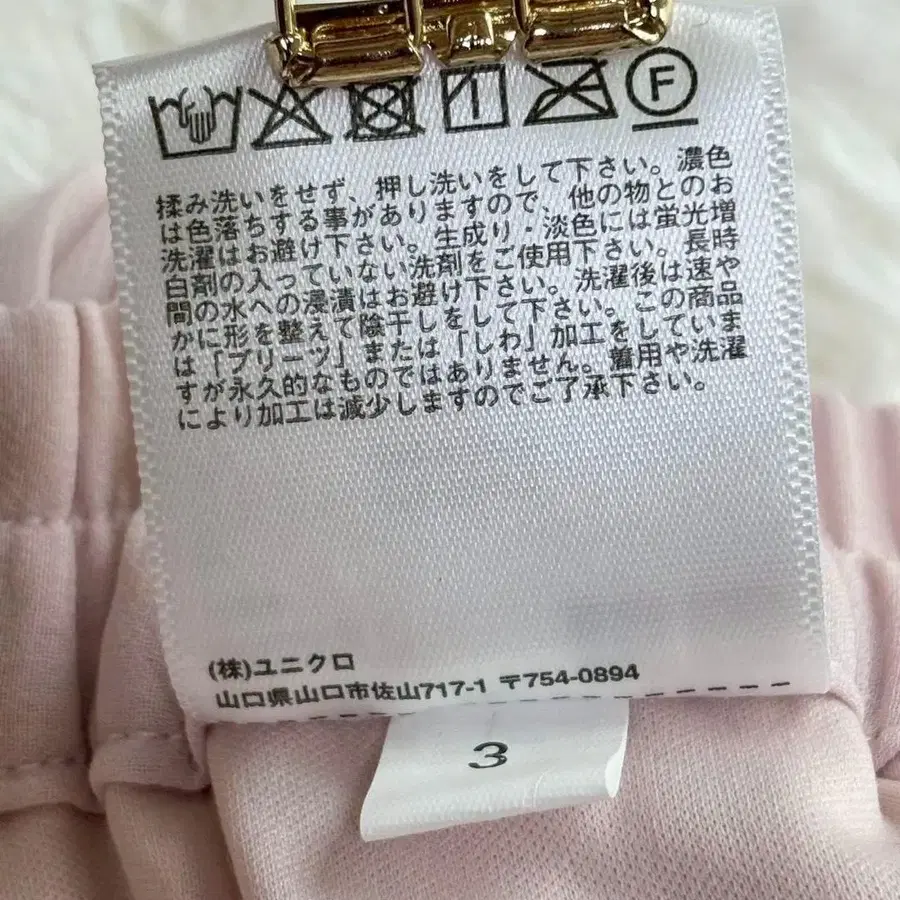 F
揉み洗いをせず、押し洗いをして下さい。濃色
は色落ちする事がありますので、他の物とのお
洗濯はお避け下さい。生成り・淡色は蛍光増
白剤の入っていない洗剤をご使用下さい。長時
間の水への浸漬はお避け下さい。洗濯後は速や
かに形を整えて陰干しをして下さい。この商品
は「プリーツ」または「しわ」加工をしていま
すが永久的なものではありません。着用や洗濯
により加工は減少しますのでご了承下さい。
(株)ユニクロ
山口県山口市佐山717-1 〒754-0894
3